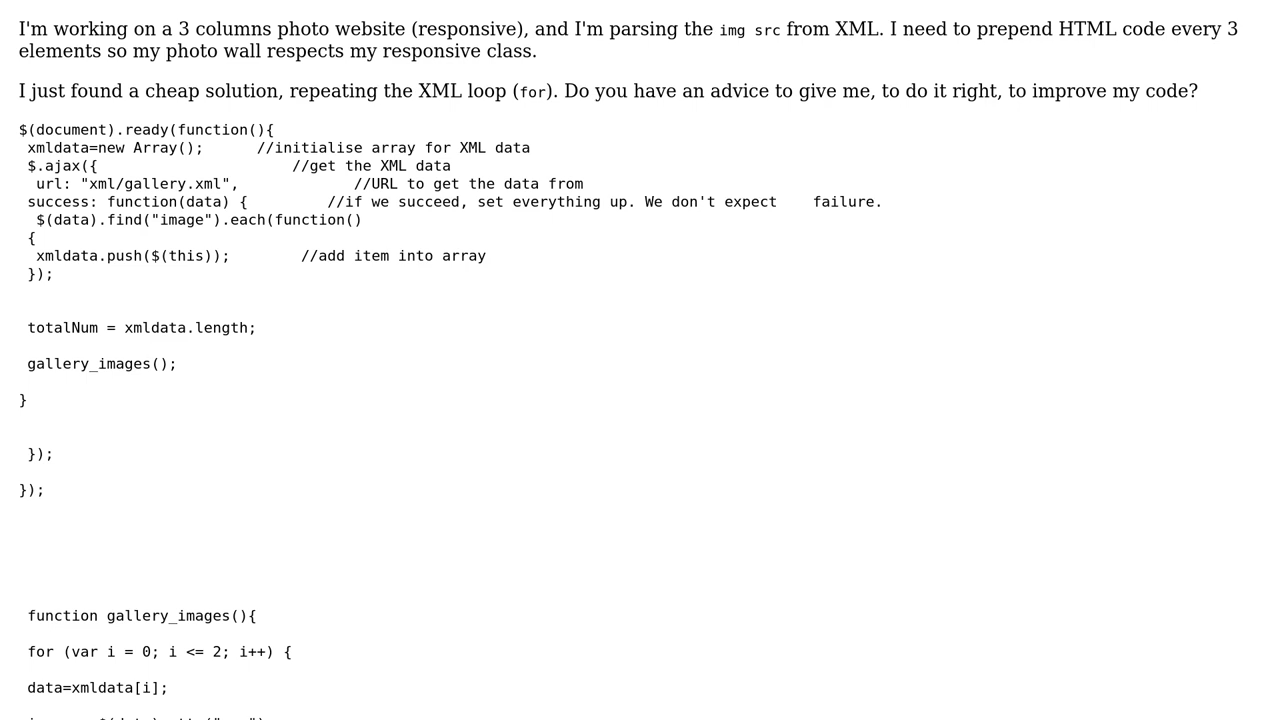 I'm working on a 3 columns photo website (responsive), and I'm parsing the img src from XML. I need to prepend HTML code every 3
elements so my photo wall respects my responsive class.
I just found a cheap solution, repeating the XML loop (for). Do you have an advice to give me, to do it right, to improve my code?
$(document).ready(function(){
xmldata=new Array();      //initialise array for XML data
$.ajax({                      //get the XML data
url: "xml/gallery.xml",             //URL to get the data from
success: function(data) {         //if we succeed, set everything up. We don't expect    failure.
$(data).find("image").each(function()
{
xmldata.push($(this));        //add item into array
});
totalNum = xmldata.length;
gallery_images();
}
});
});
function gallery_images(){
for (var i = 0; i <= 2; i++) {
data=xmldata[i];